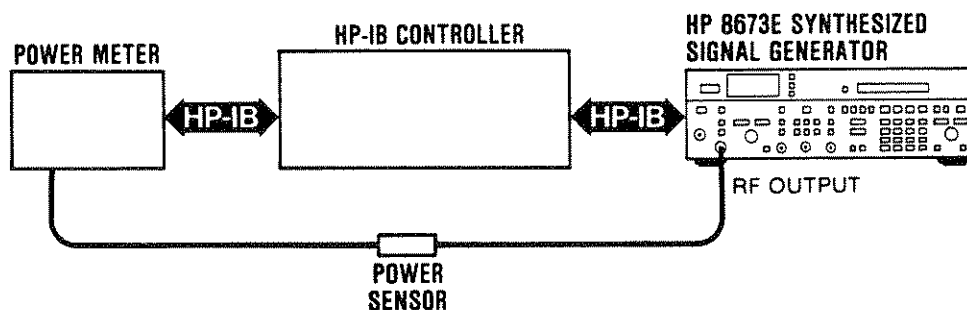 POWER METER
HP-IB CONTROLLER
HP 8673E SYNTHESIZED
SIGNAL GENERATOR
HP-IB
HP-IB
RF OUTPUT
POWER
SENSOR